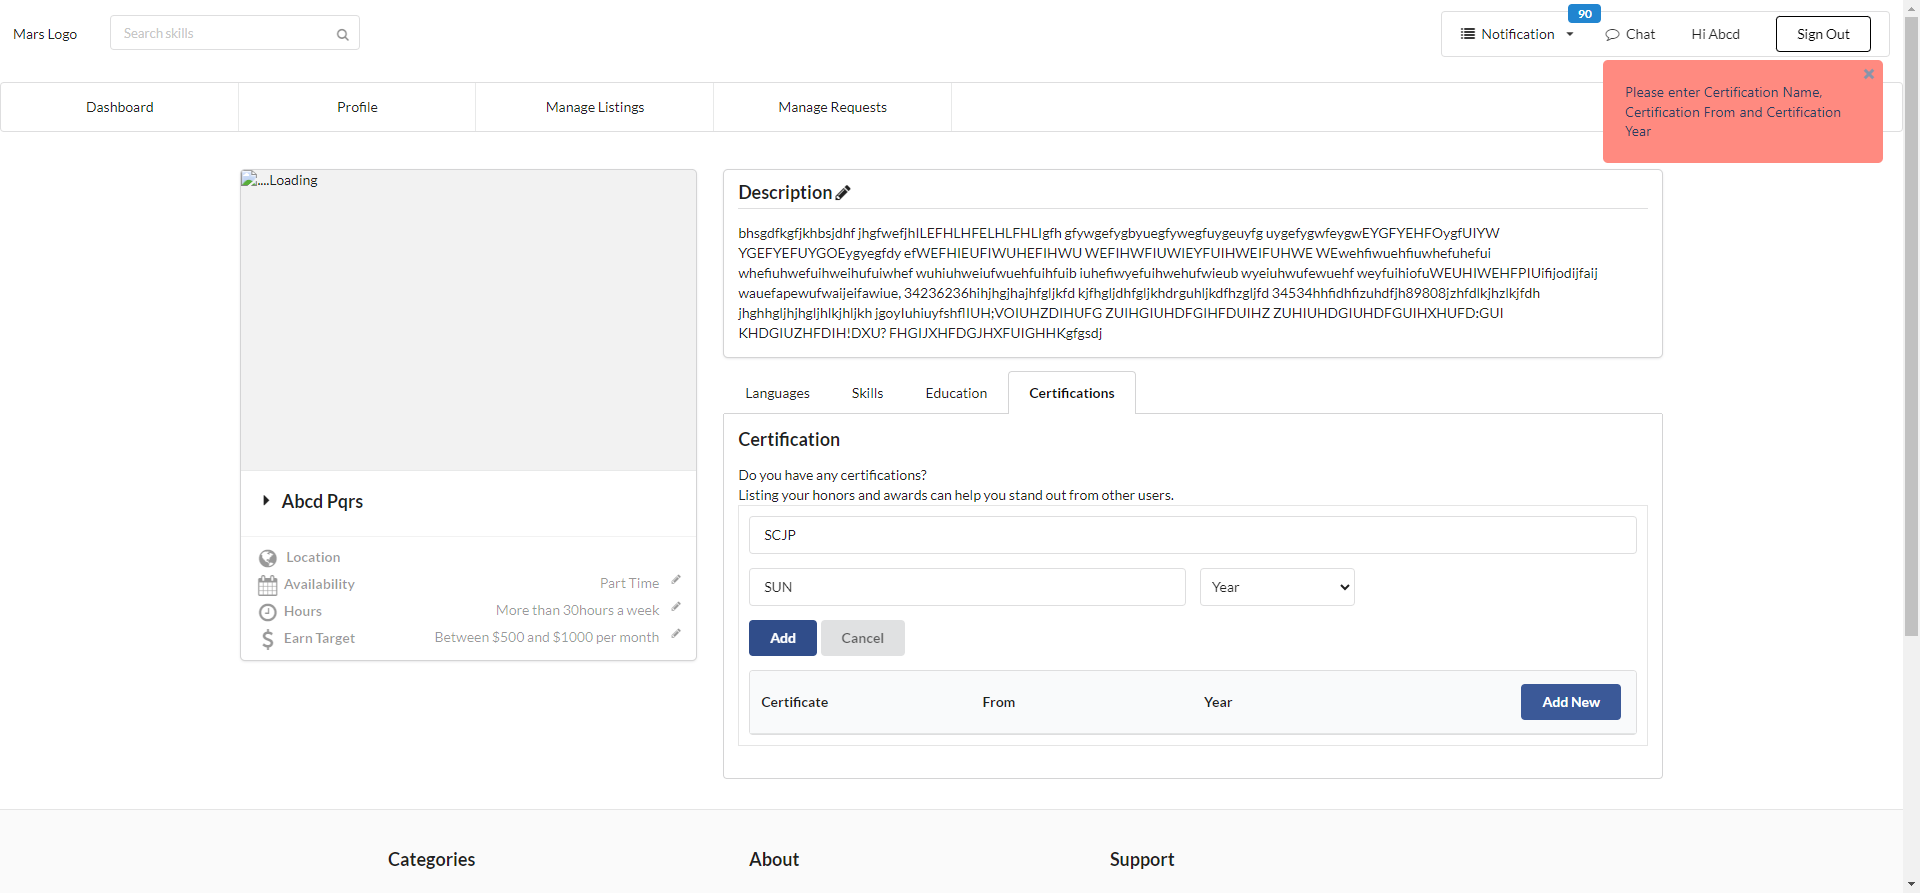 Mars Logo
Search skills
90
Notification
Chat
Hi Abcd
Sign Out
Please enter Certification Name,
Certification From and Certification
Year
Dashboard
Profile
Manage Listings
Manage Requests
....Loading
Abcd Pqrs
Location
Availability
Part Time
Hours
More than 30hours a week
Earn Target
Between $500 and $1000 per month
Description
bhsgdfkgfjkhbsjdhf jhgfwefjhILEFHLHFELHLFHLIgfh gfywgefygbyuegfywegfuygeuyfg uygefygwfeygwEYGFYEHFOygfUIYW
YGEFYEFUYGOEygyegfdy efWEFHIEUFIWUHEFIHWU WEFIHWFIUWIEYFUIHWEIFUHWE WEwehfiwuehfiuwhefuhefui
whefiuhwefuihweihufuiwhef wuhiuhweiufwuehfuihfuib iuhefiwyefuihwehufwieub wyeiuhwufewuehf weyfuihiofuWEUHIWEHFPIUifijodijfaij
wauefapewufwaijeifawiue, 34236236hihjhgjhajhfgljkfd kjfhgljdhfgljkhdrguhljkdfhzgljfd 34534hhfidhfizuhdfjh89808jzhfdlkjhzlkjfdh
jhghhgljhjhgljhlkjhljkh jgoyIuhiuyfshflIUH;VOIUHZDIHUFG ZUIHGIUHDFGIHFDUIHZ ZUHIUHDGIUHDFGUIHXHUFD:GUI
KHDGIUZHFDIH!DXU? FHGIJXHFDGJHXFUIGHHKgfgsdj
Languages
Skills
Education
Certifications
Certification
Do you have any certifications?
Listing your honors and awards can help you stand out from other users.
SCJP
SUN
Year
Add
Cancel
Certificate
From
Year
Add New
Categories
About
Support